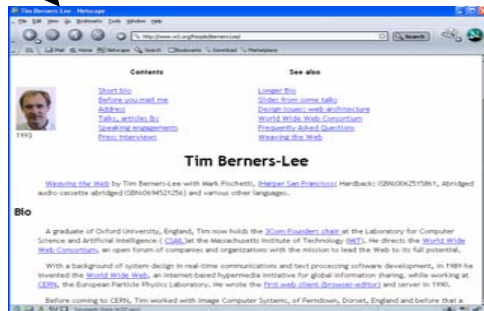 Tim Berners-Lee - Netscape
File Edit View Go Bookmarks Tools Window Help
http://www.w3.org/People/Berners-Lee/
Search
Mail Home Netscape Search Bookmarks Download Marketplace
Contents
See also
Short bio
Before you mail me
Address
Talks, articles &c
Speaking engagements
Press interviews
Longer Bio
Slides from some talks
Design Issues: web architecture
World Wide Web Consortium
Frequently Asked Questions
Weaving the Web
1993
Tim Berners-Lee
Weaving the Web by Tim Berners-Lee with Mark Fischetti, (Harper San Francisco; Hardback: ISBN:0062515861, Abridged
audio cassette abridged ISBN:0694521256) and various other languages.
Bio
A graduate of Oxford University, England, Tim now holds the 3Com Founders chair at the Laboratory for Computer
Science and Artificial Intelligence ( CSAIL)at the Massachusetts Institute of Technology (MIT). He directs the World Wide
Web Consortium, an open forum of companies and organizations with the mission to lead the Web to its full potential.
With a background of system design in real-time communications and text processing software development, in 1989 he
invented the World Wide Web, an internet-based hypermedia initiative for global information sharing. while working at
CERN, the European Particle Physics Laboratory. He wrote the first web client (browser-editor) and server in 1990.
Before coming to CERN, Tim worked with Image Computer Systems, of Ferndown, Dorset, England and before that a